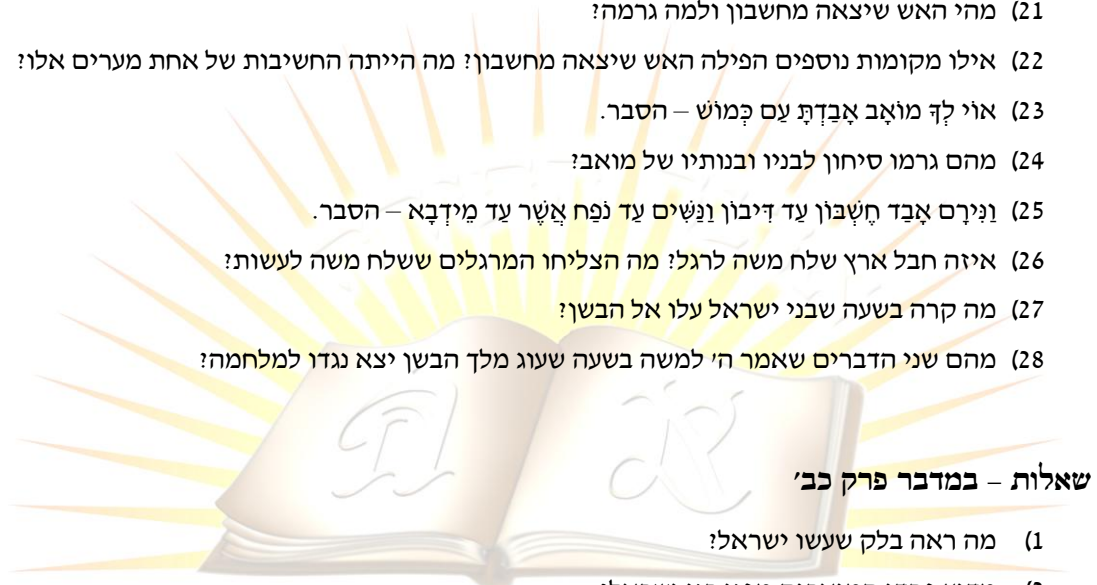 21) מהי האש שיצאה מחשבון ולמה גרמה?
22) אילו מקומות נוספים הפילה האש שיצאה מחשבון? מה הייתה החשיבות של אחת מערים אלו?
23) אוֹי לְךָ מוֹאָב אָבַדְתָּ עַם כְּמוֹשׁ – הסבר.
24) מהם גרמו סיחון לבניו ובנותיו של מואב?
25) וַנִּירָם אָבַד חֶשְׁבּוֹן עַד דִּיבוֹן וַנַּשִּׁים עַד נֹפַח אֲשֶׁר עַד מֵידְבָא – הסבר.
26) איזה חבל ארץ שלח משה לרגל? מה הצליחו המרגלים ששלח משה לעשות?
27) מה קרה בשעה שבני ישראל עלו אל הבשן?
28) מהם שני הדברים שאמר ה' למשה בשעה שעוג מלך הבשן יצא נגדו למלחמה?
שאלות – במדבר פרק כב'
1) מה ראה בלק שעשו ישראל?